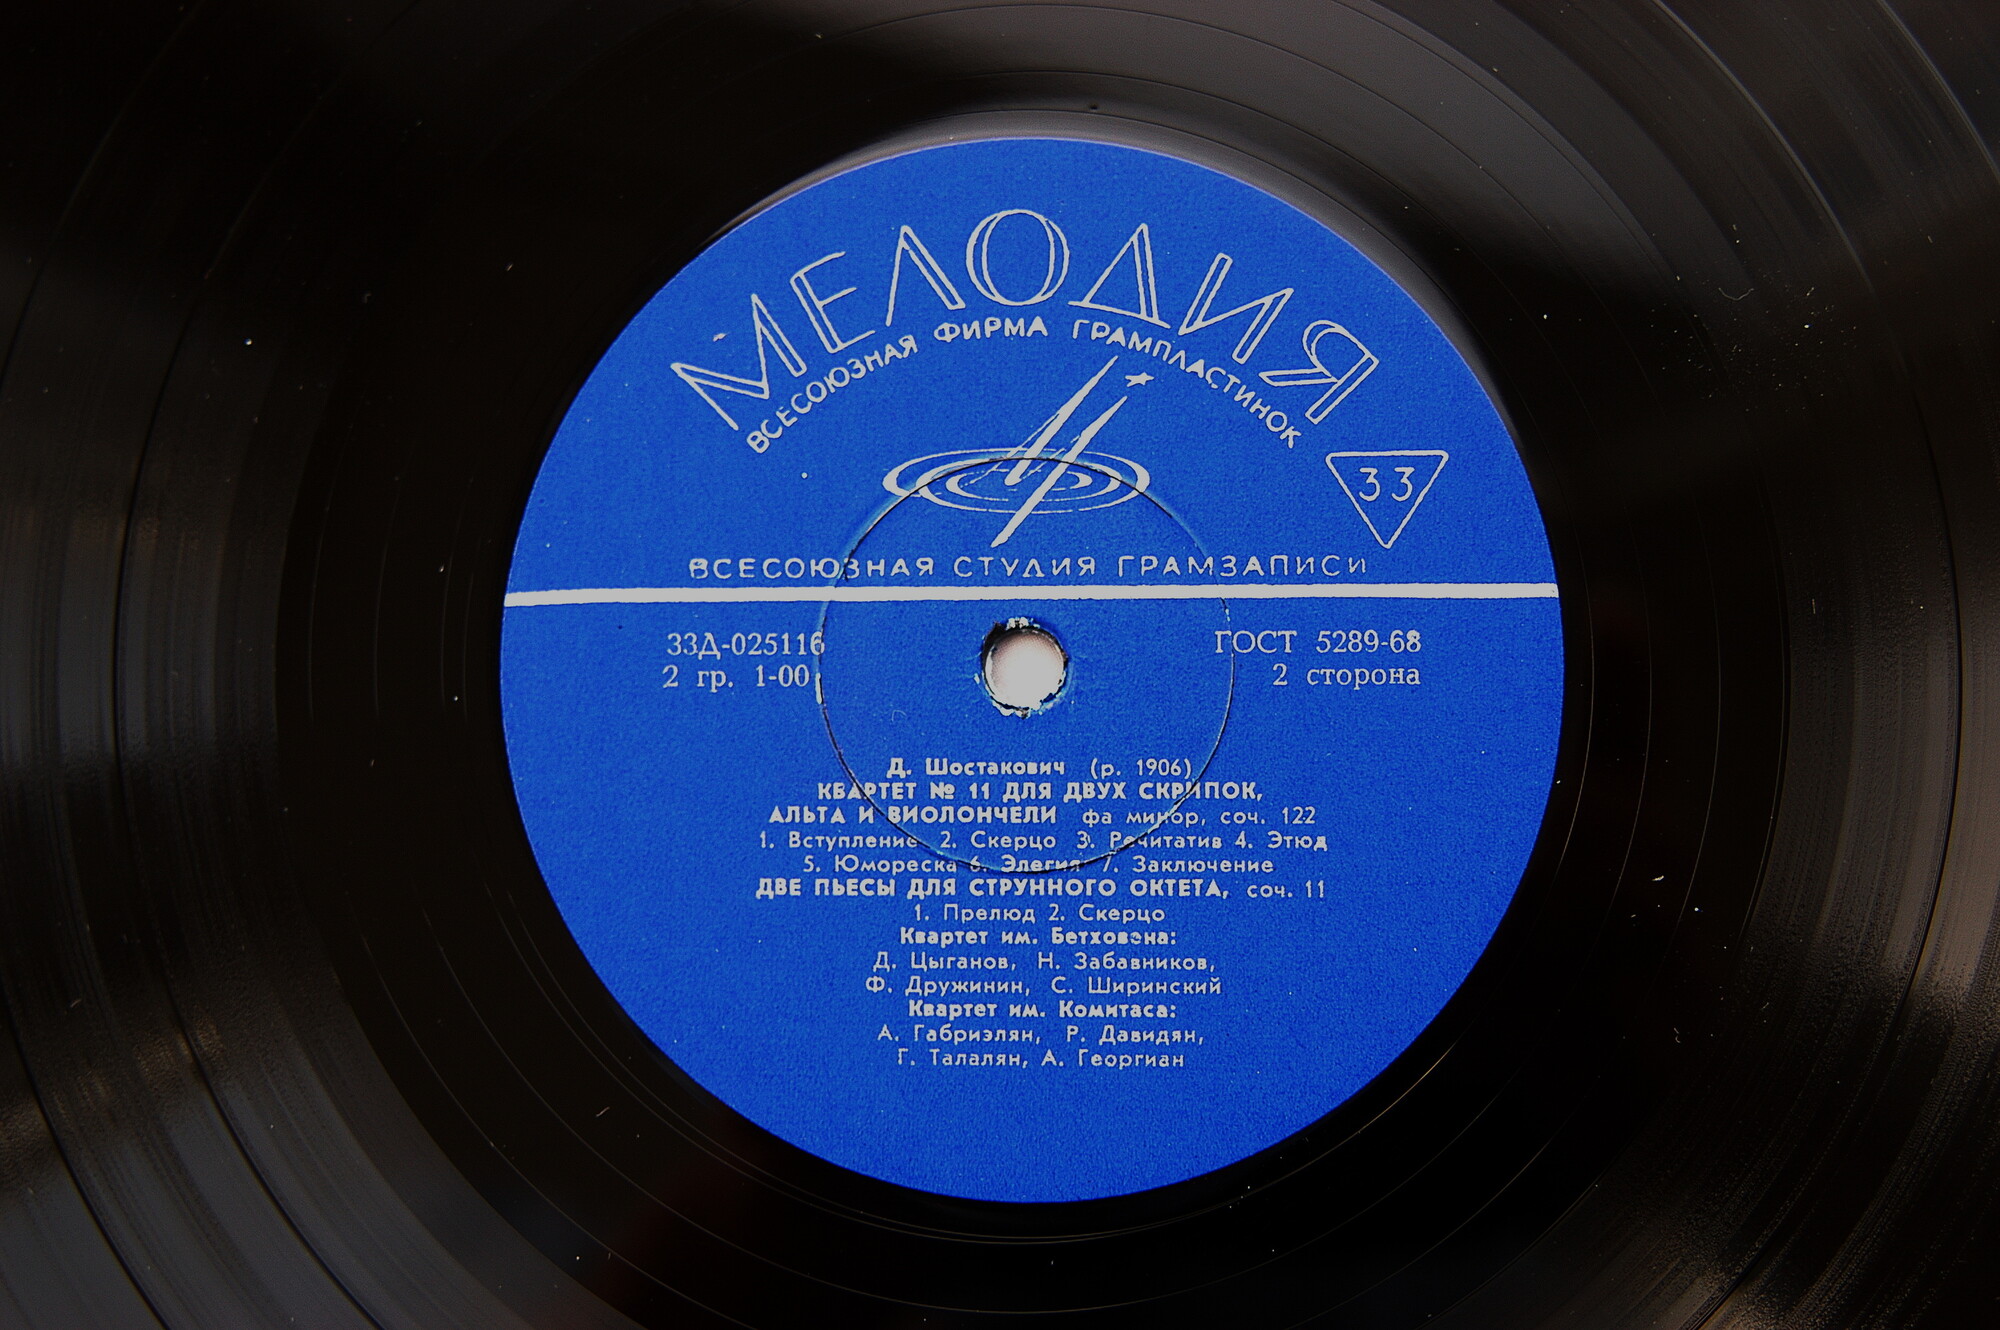 МЕЛОДИЯ
ВСЕСОЮЗНАЯ ФИРМА ГРАМПЛАСТИНОК
33
ВСЕСОЮЗНАЯ СТУДИЯ ГРАМЗАПИСИ
33Д-025116
2 гр. 1-00
ГОСТ 5289-68
2 сторона
Д. Шостакович (р. 1906)
КВАРТЕТ № 11 ДЛЯ ДВУХ СКРИПОК,
АЛЬТА И ВИОЛОНЧЕЛИ фа минор, соч. 122
1. Вступление 2. Скерцо 3. Речитатив 4. Этюд
5. Юмореска 6. Элегия 7. Заключение
ДВЕ ПЬЕСЫ ДЛЯ СТРУННОГО ОКТЕТА, соч. 11
1. Прелюд 2. Скерцо
Квартет им. Бетховена:
Д. Цыганов, Н. Забавников,
Ф. Дружинин, С. Ширинский
Квартет им. Комитаса:
А. Габриэлян, Р. Давидян,
Г. Талалян, А. Георгиан